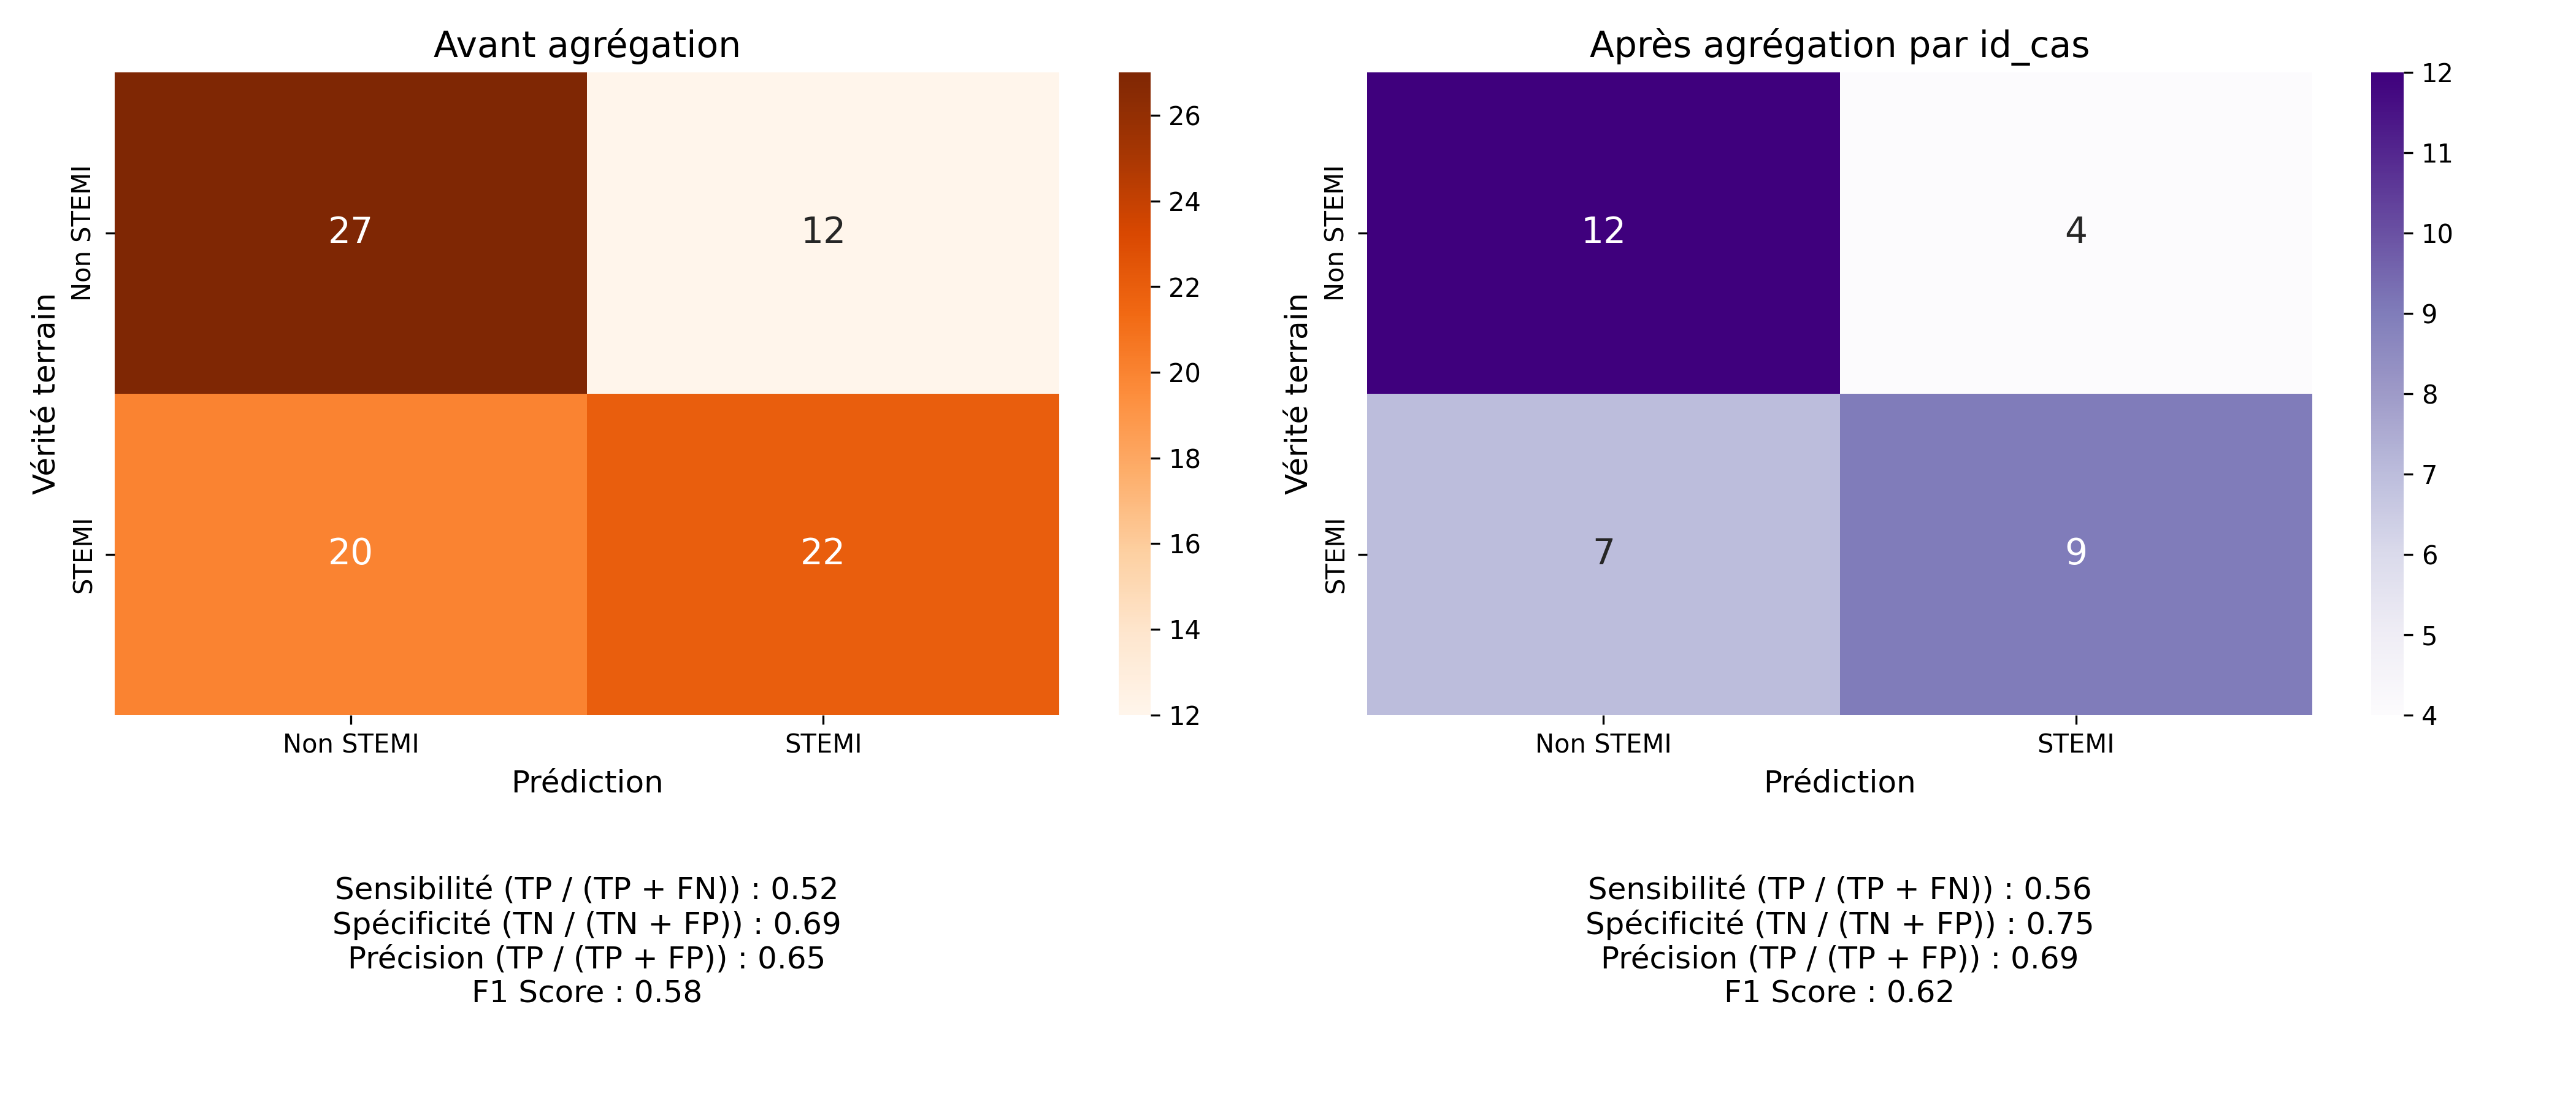 Avant agrégation
Non STEMI
STEMI
Vérité terrain
27
12
20
22
Non STEMI
STEMI
Prédiction
26
24
22
20
18
16
14
12
Sensibilité (TP / (TP + FN)) : 0.52
Spécificité (TN / (TN + FP)) : 0.69
Précision (TP / (TP + FP)) : 0.65
F1 Score : 0.58
Après agrégation par id_cas
Non STEMI
STEMI
Vérité terrain
12
4
7
9
Non STEMI
STEMI
Prédiction
12
11
10
9
8
7
6
5
4
Sensibilité (TP / (TP + FN)) : 0.56
Spécificité (TN / (TN + FP)) : 0.75
Précision (TP / (TP + FP)) : 0.69
F1 Score : 0.62